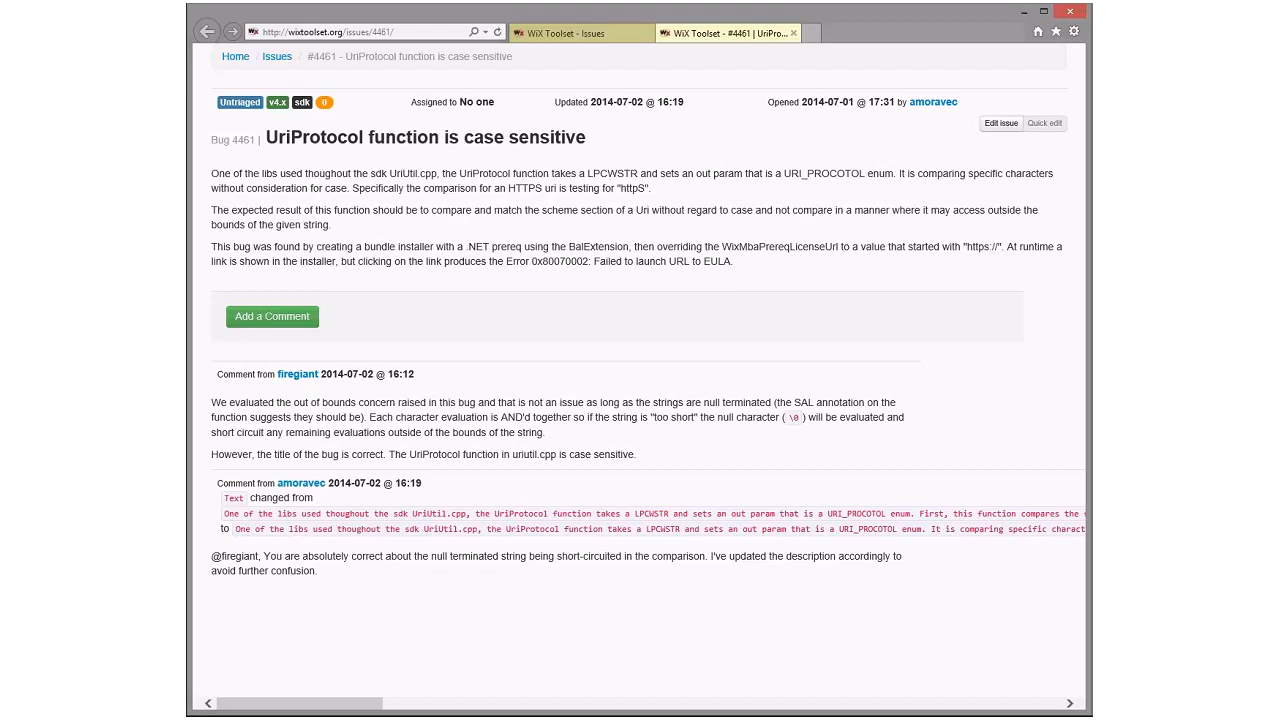 http://wixtoolset.org/issues/4461/
WiX Toolset - Issues
WiX Toolset - #4461 | UriPro...
Home / Issues / #4461 - UriProtocol function is case sensitive
Untriaged v4.x sdk 0 Assigned to No one Updated 2014-07-02 @ 16:19 Opened 2014-07-01 @ 17:31 by amoravec
Edit issue Quick edit
Bug 4461 | UriProtocol function is case sensitive
One of the libs used thoughout the sdk UriUtil.cpp, the UriProtocol function takes a LPCWSTR and sets an out param that is a URI_PROCOTOL enum. It is comparing specific characters
without consideration for case. Specifically the comparison for an HTTPS uri is testing for "httpS".
The expected result of this function should be to compare and match the scheme section of a Uri without regard to case and not compare in a manner where it may access outside the
bounds of the given string.
This bug was found by creating a bundle installer with a .NET prereq using the BalExtension, then overriding the WixMbaPrereqLicenseUrl to a value that started with "https://". At runtime a
link is shown in the installer, but clicking on the link produces the Error 0x80070002: Failed to launch URL to EULA.
Add a Comment
Comment from firegiant 2014-07-02 @ 16:12
We evaluated the out of bounds concern raised in this bug and that is not an issue as long as the strings are null terminated (the SAL annotation on the
function suggests they should be). Each character evaluation is AND'd together so if the string is "too short" the null character ( \0 ) will be evaluated and
short circuit any remaining evaluations outside of the bounds of the string.
However, the title of the bug is correct. The UriProtocol function in uriutil.cpp is case sensitive.
Comment from amoravec 2014-07-02 @ 16:19
Text changed from
One of the libs used thoughout the sdk UriUtil.cpp, the UriProtocol function takes a LPCWSTR and sets an out param that is a URI_PROCOTOL enum. First, this function compares the
to One of the libs used thoughout the sdk UriUtil.cpp, the UriProtocol function takes a LPCWSTR and sets an out param that is a URI_PROCOTOL enum. It is comparing specific charact
@firegiant, You are absolutely correct about the null terminated string being short-circuited in the comparison. I've updated the description accordingly to
avoid further confusion.